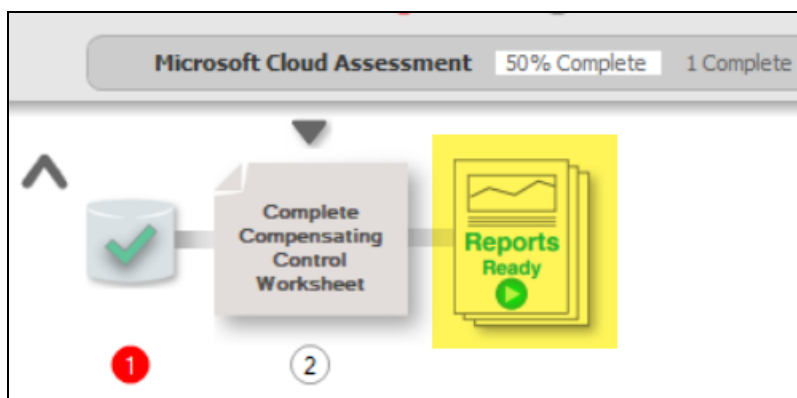 Microsoft Cloud Assessment 50% Complete 1 Complete
Complete
Compensating
Control
Worksheet
Reports
Ready
1
2